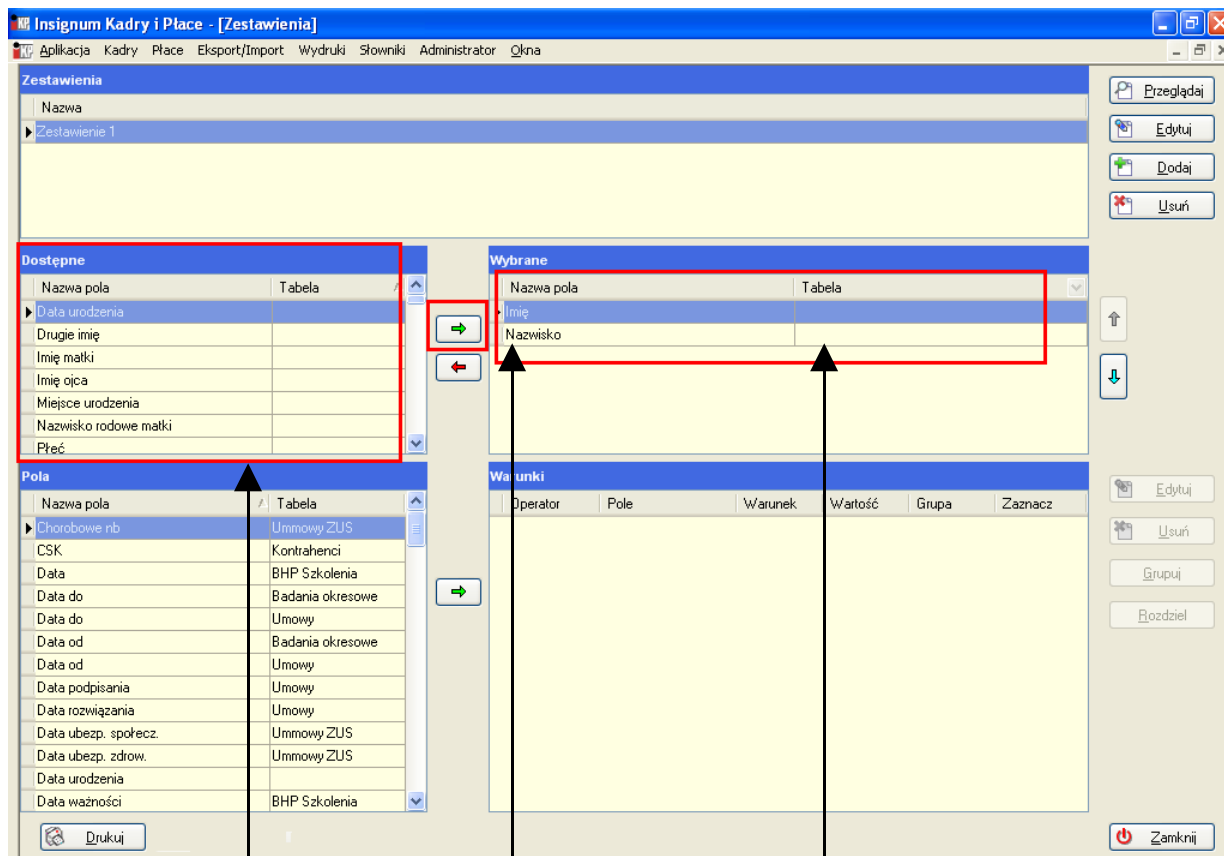 Insignum Kadry i Płace - [Zestawienia]
Aplikacja Kadry Płace Eksport/Import Wydruki Słowniki Administrator Okna
Zestawienia
Nazwa
Zestawienie 1
Przeglądaj
Edytuj
Dodaj
Usuń
Dostępne
Nazwa pola Tabela
Data urodzenia
Drugie imię
Imię matki
Imię ojca
Miejsce urodzenia
Nazwisko rodowe matki
Płeć
Wybrane
Nazwa pola Tabela
Imię
Nazwisko
Pola
Nazwa pola Tabela
Chorobowe nb Ummowy ZUS
CSK Kontrahenci
Data BHP Szkolenia
Data do Badania okresowe
Data do Umowy
Data od Badania okresowe
Data od Umowy
Data podpisania Umowy
Data rozwiązania Umowy
Data ubezp. społecz. Ummowy ZUS
Data ubezp. zdrow. Ummowy ZUS
Data urodzenia
Data ważności BHP Szkolenia
Warunki
Operator Pole Warunek Wartość Grupa Zaznacz
Edytuj
Usuń
Grupuj
Rozdziel
Drukuj
Zamknij